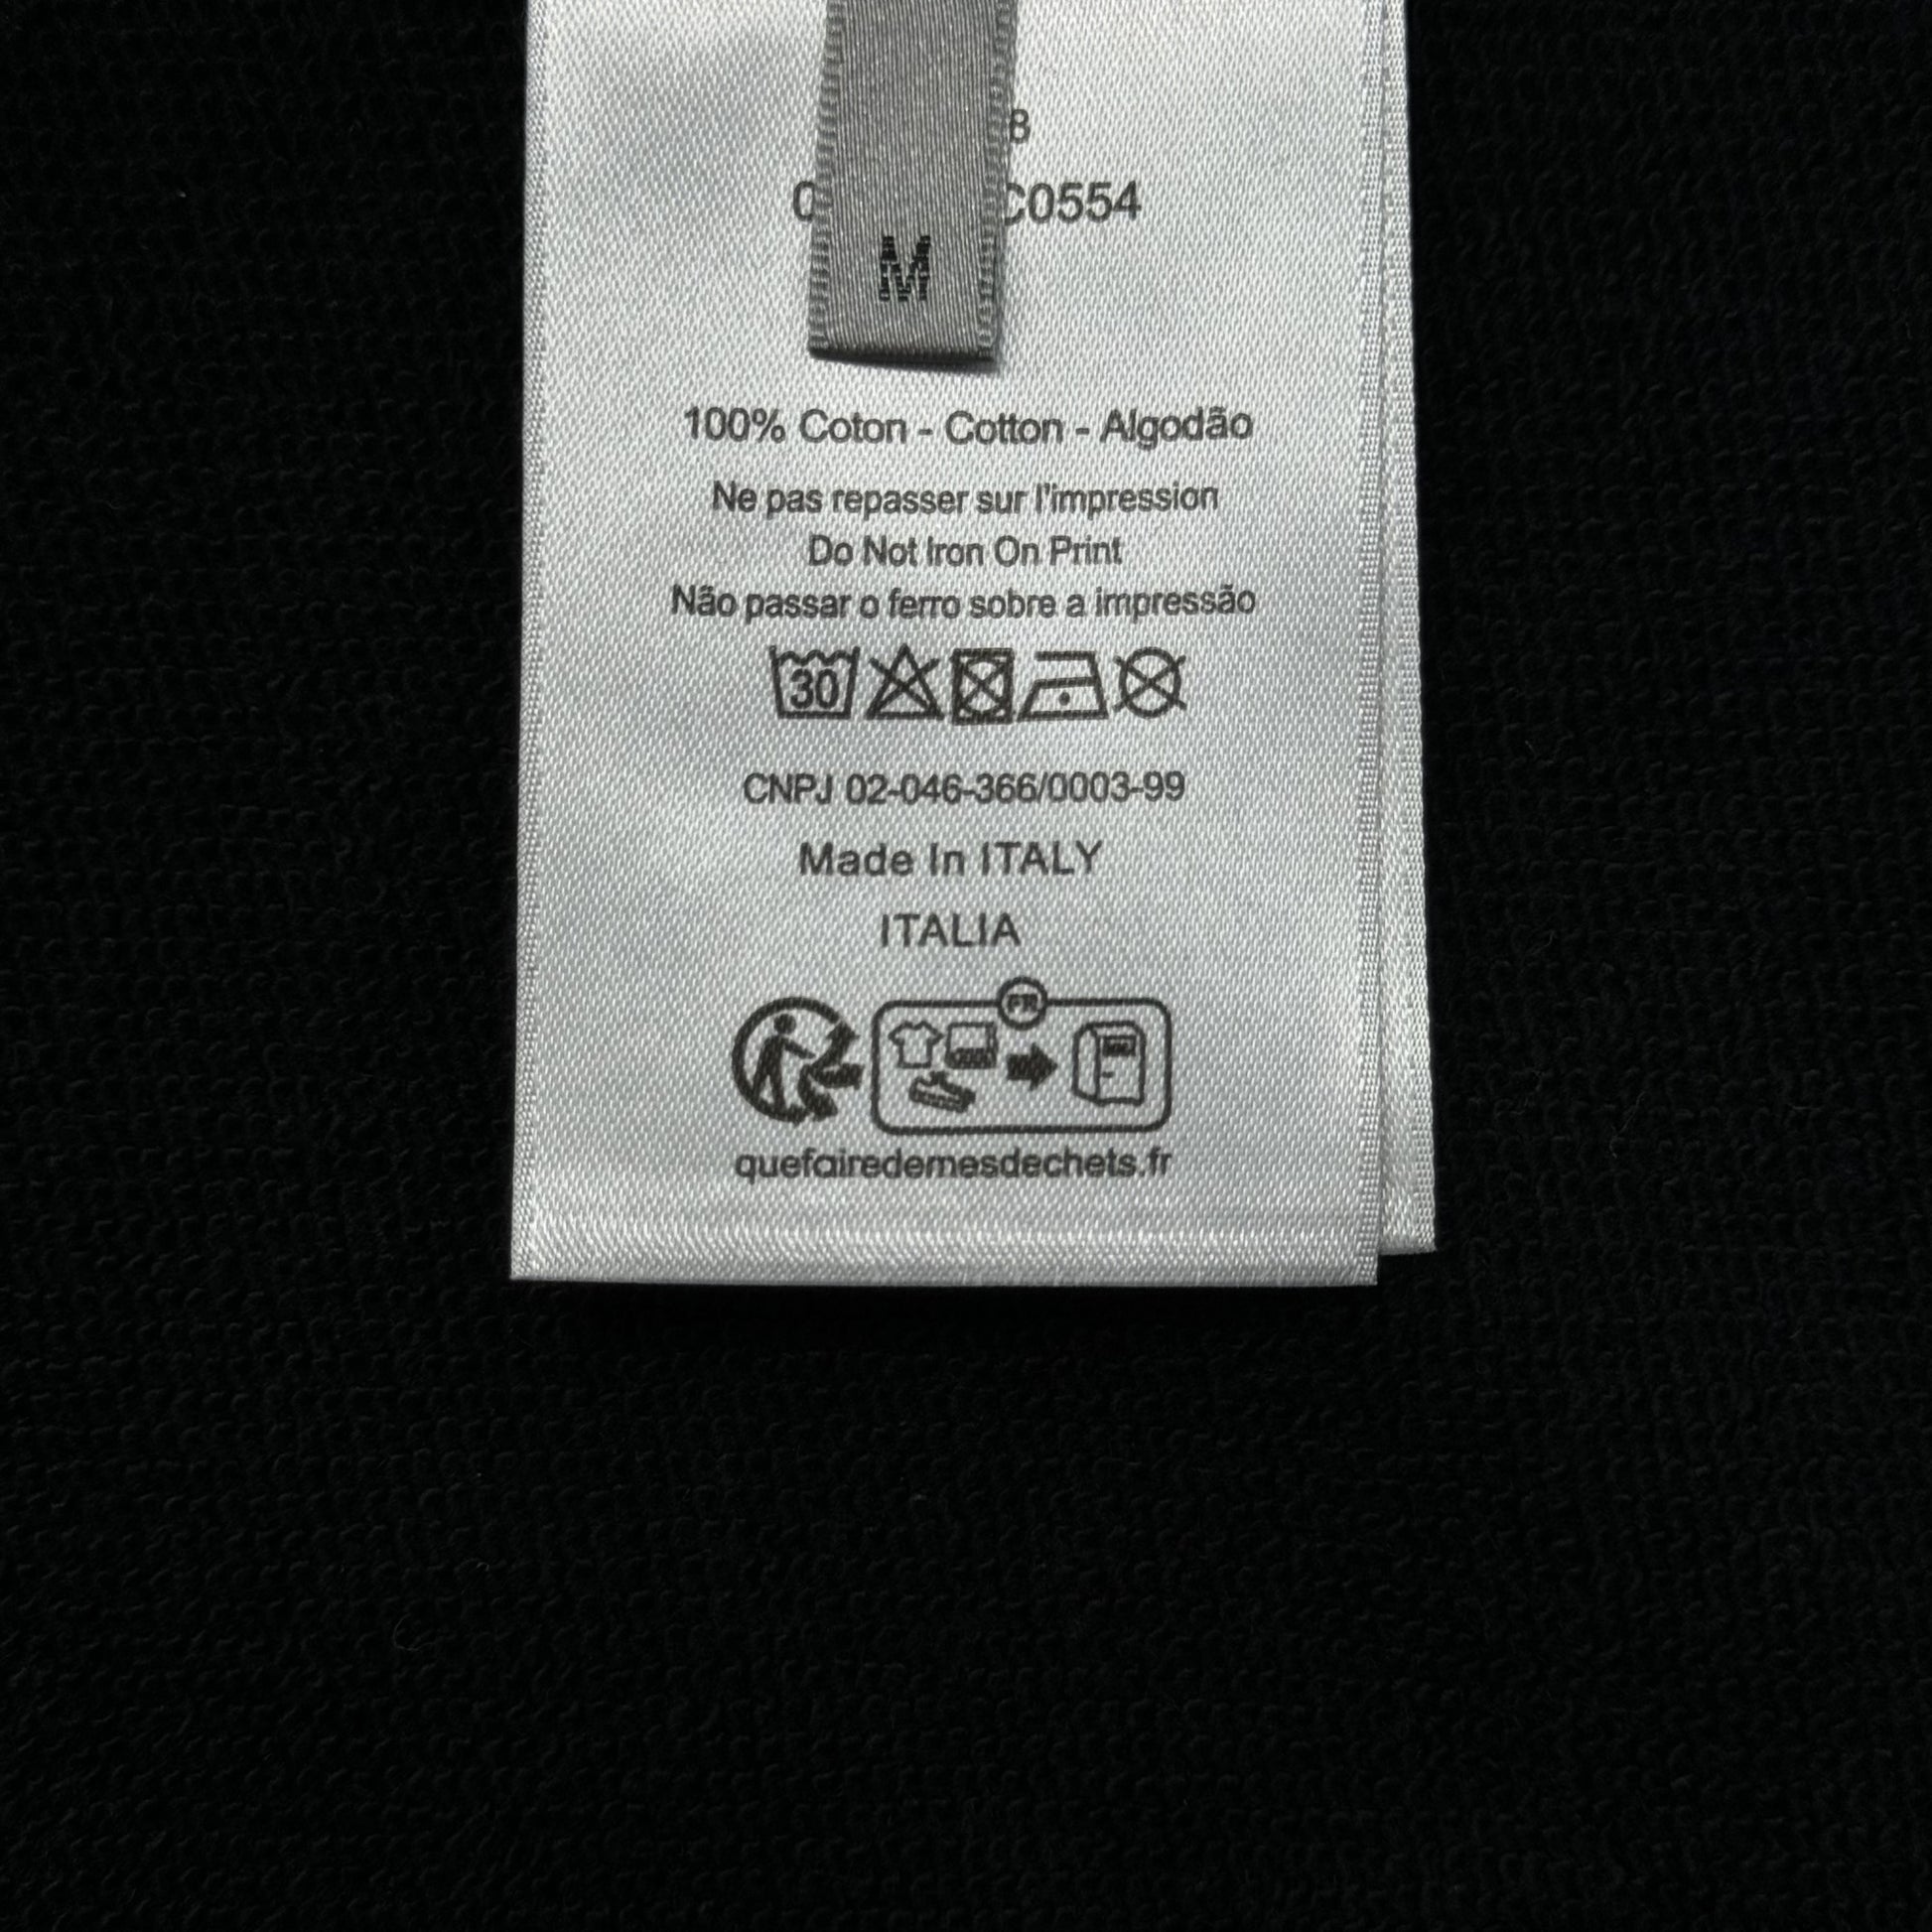 C0554
M
100% Coton - Cotton - Algodão
Ne pas repasser sur l'impression
Do Not Iron On Print
Não passar o ferro sobre a impressão
30
CNPJ 02-046-366/0003-99
Made In ITALY
ITALIA
FR
quefairedemesdechets.fr